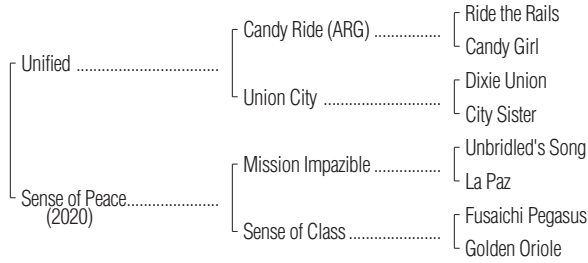 Ride the Rails
Candy Ride (ARG) ................
Candy Girl
Unified ..................................
Dixie Union
Union City ............................
City Sister
Unbridled's Song
Mission Impazible ................
La Paz
Sense of Peace......................
(2020)
Fusaichi Pegasus
Sense of Class ......................
Golden Oriole